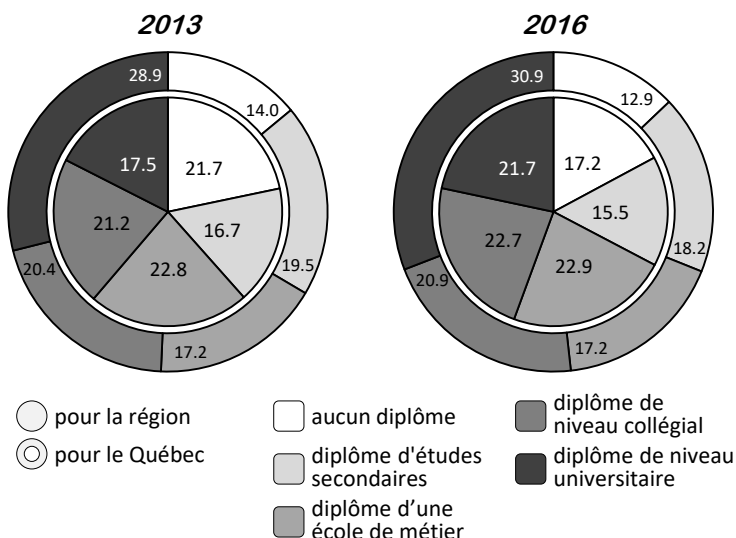 2013
2016
28.9
14.0
17.5
21.7
21.2
16.7
22.8
20.4
19.5
17.2
30.9
12.9
21.7
17.2
22.7
15.5
22.9
20.9
18.2
17.2
pour la région
pour le Québec
aucun diplôme
diplôme d'études
secondaires
diplôme d’une
école de métier
diplôme de
niveau collégial
diplôme de niveau
universitaire